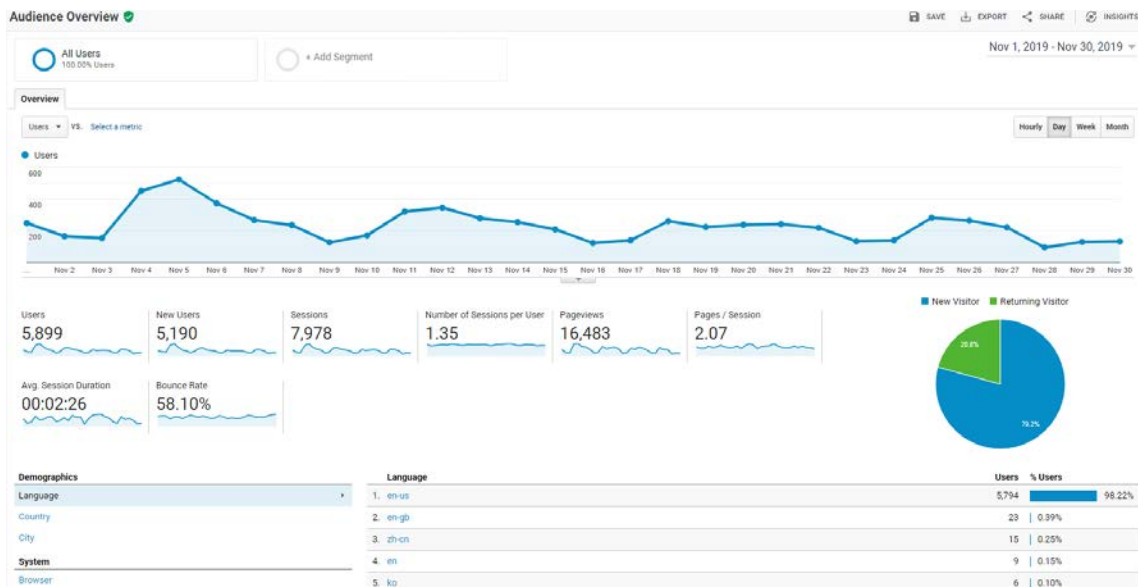 Audience Overview
SAVE EXPORT SHARE INSIGHTS
All Users
100.00% Users
+ Add Segment
Nov 1, 2019 - Nov 30, 2019
Overview
Users VS. Select a metric
Hourly Day Week Month
Users
600
400
200
... Nov 2 Nov 3 Nov 4 Nov 5 Nov 6 Nov 7 Nov 8 Nov 9 Nov 10 Nov 11 Nov 12 Nov 13 Nov 14 Nov 15 Nov 16 Nov 17 Nov 18 Nov 19 Nov 20 Nov 21 Nov 22 Nov 23 Nov 24 Nov 25 Nov 26 Nov 27 Nov 28 Nov 29 Nov 30
New Visitor Returning Visitor
Users New Users Sessions Number of Sessions per User Pageviews Pages / Session
5,899 5,190 7,978 1.35 16,483 2.07
20.8%
79.2%
Avg. Session Duration Bounce Rate
00:02:26 58.10%
Demographics
Language
Country
City
System
Browser
Language Users % Users
1. en-us 5,794 98.22%
2. en-gb 23 0.39%
3. zh-cn 15 0.25%
4. en 9 0.15%
5. ko 6 0.10%